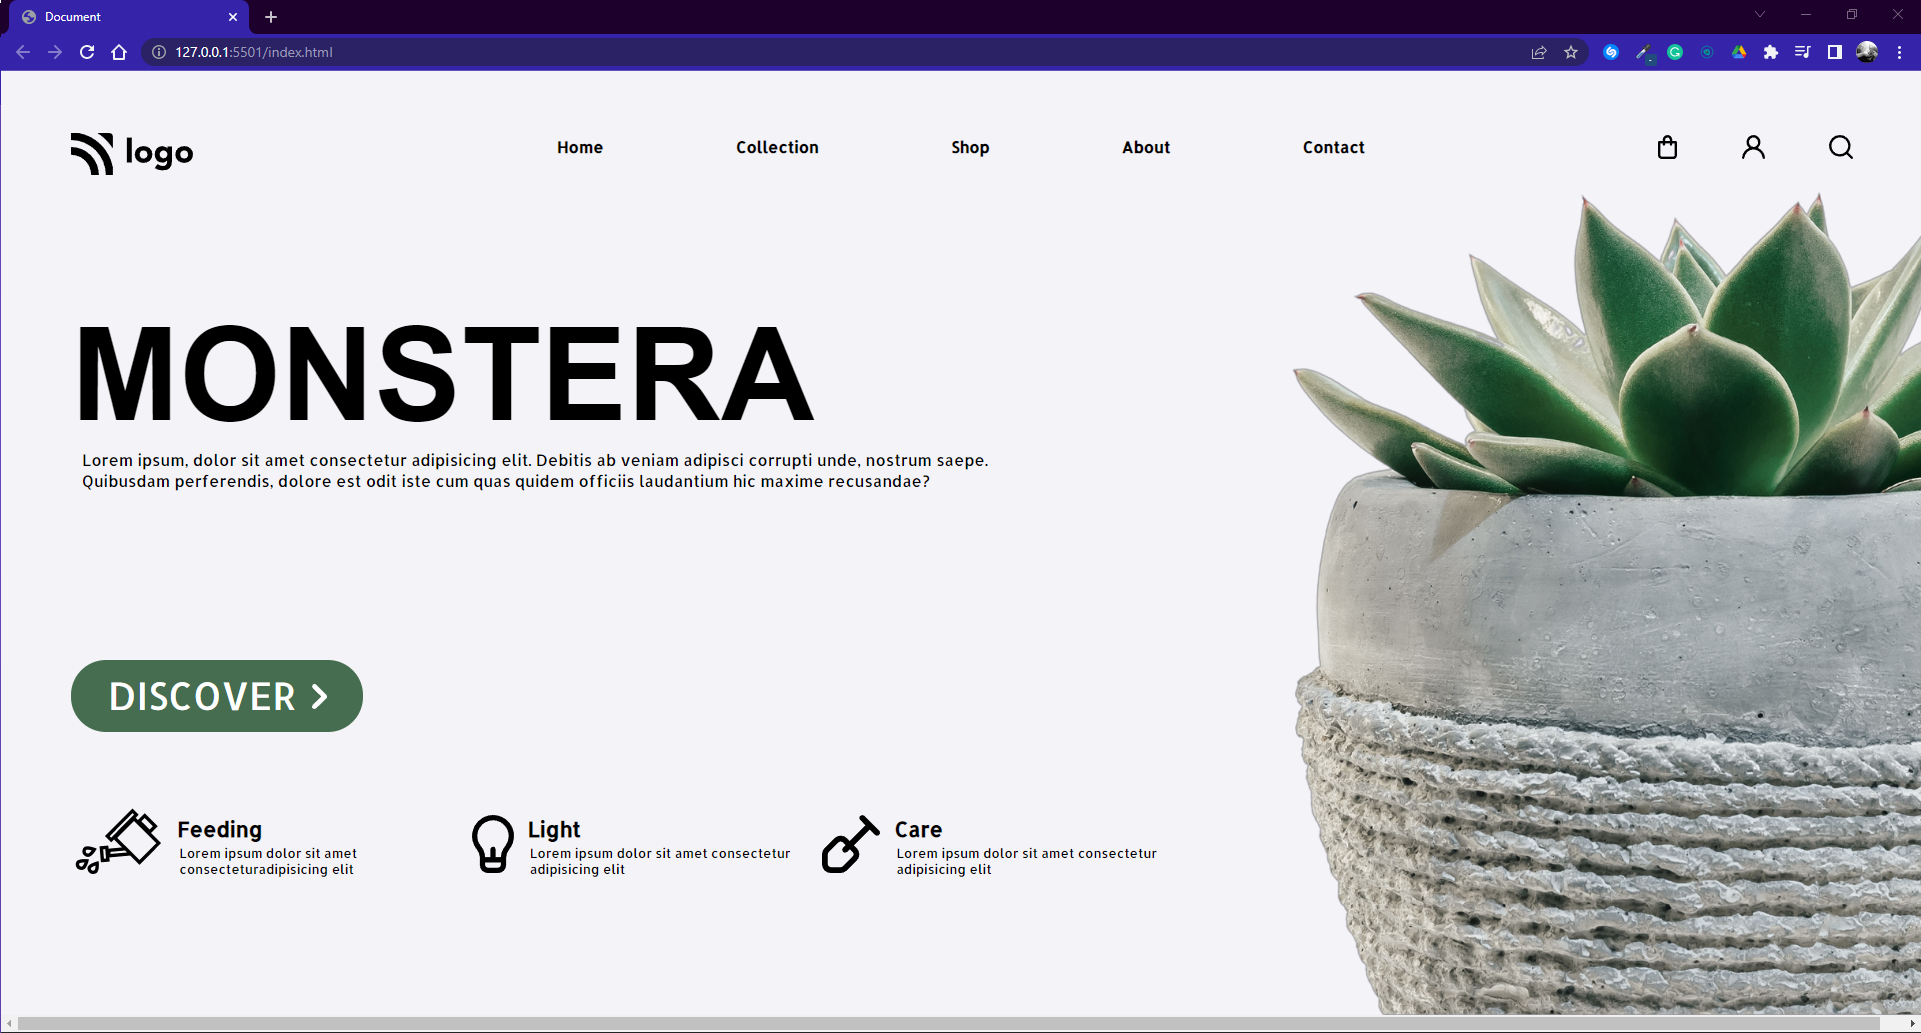 Document
127.0.0.1:5501/index.html
logo
Home
Collection
Shop
About
Contact
MONSTERA
Lorem ipsum, dolor sit amet consectetur adipisicing elit. Debitis ab veniam adipisci corrupti unde, nostrum saepe.
Quibusdam perferendis, dolore est odit iste cum quas quidem officiis laudantium hic maxime recusandae?
DISCOVER
Feeding
Lorem ipsum dolor sit amet
consecteturadipisicing elit
Light
Lorem ipsum dolor sit amet consectetur
adipisicing elit
Care
Lorem ipsum dolor sit amet consectetur
adipisicing elit